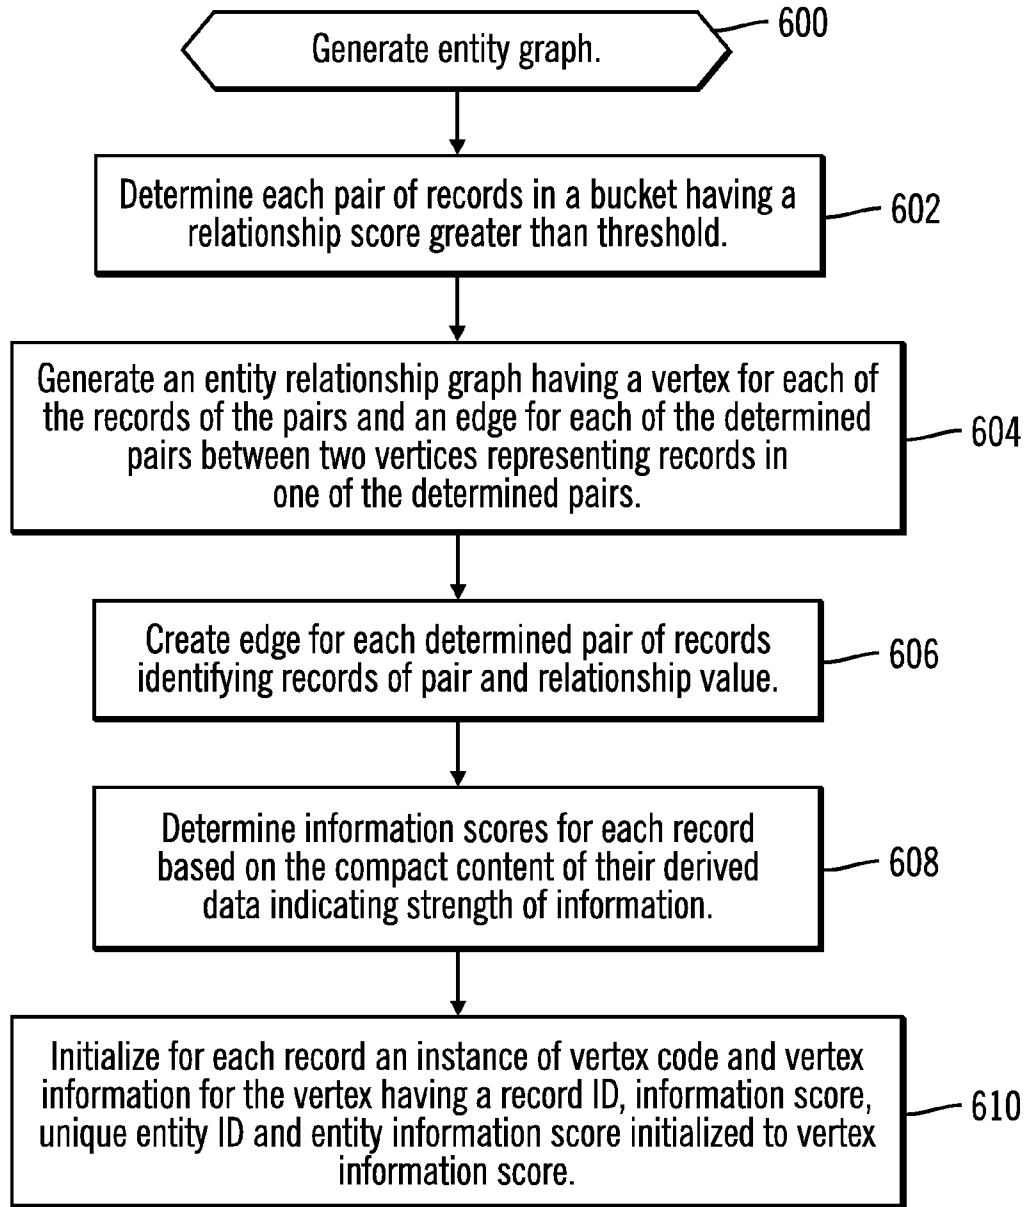 Generate entity graph.
600
Determine each pair of records in a bucket having a
relationship score greater than threshold.
602
Generate an entity relationship graph having a vertex for each of
the records of the pairs and an edge for each of the determined
pairs between two vertices representing records in
one of the determined pairs.
604
Create edge for each determined pair of records
identifying records of pair and relationship value.
606
Determine information scores for each record
based on the compact content of their derived
data indicating strength of information.
608
Initialize for each record an instance of vertex code and vertex
information for the vertex having a record ID, information score,
unique entity ID and entity information score initialized to vertex
information score.
610